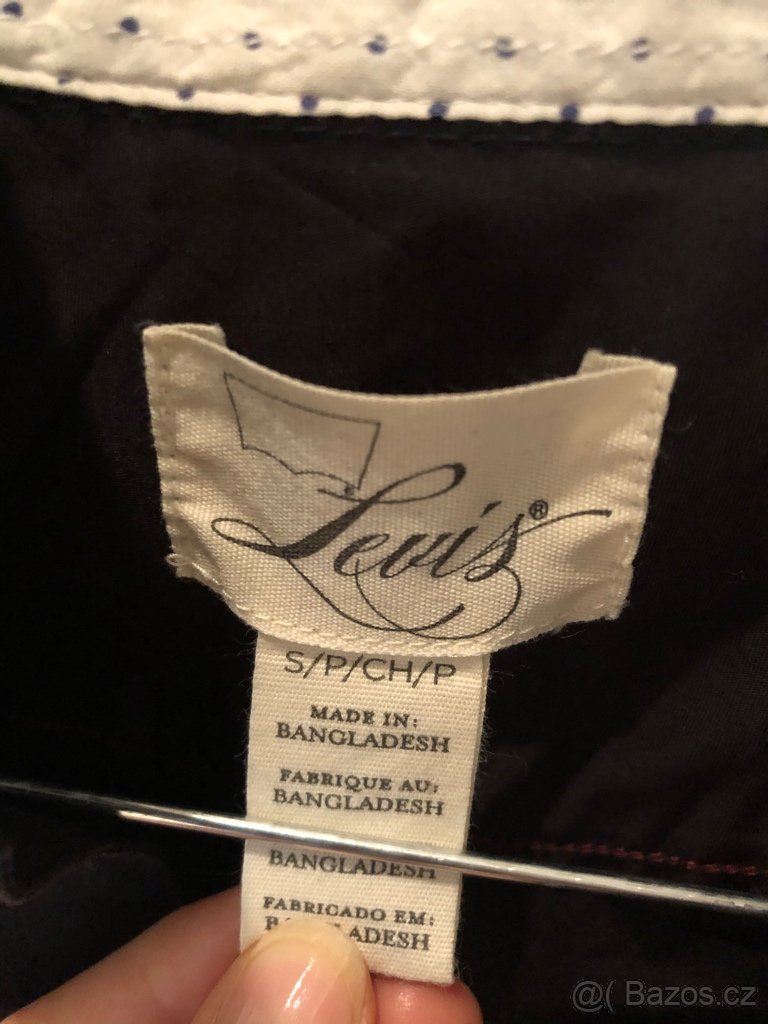 Levi's®
S/P/CH/P
MADE IN:
BANGLADESH
FABRIQUE AU:
BANGLADESH
BANGLADESH
FABRICADO EM:
@( Bazos.cz